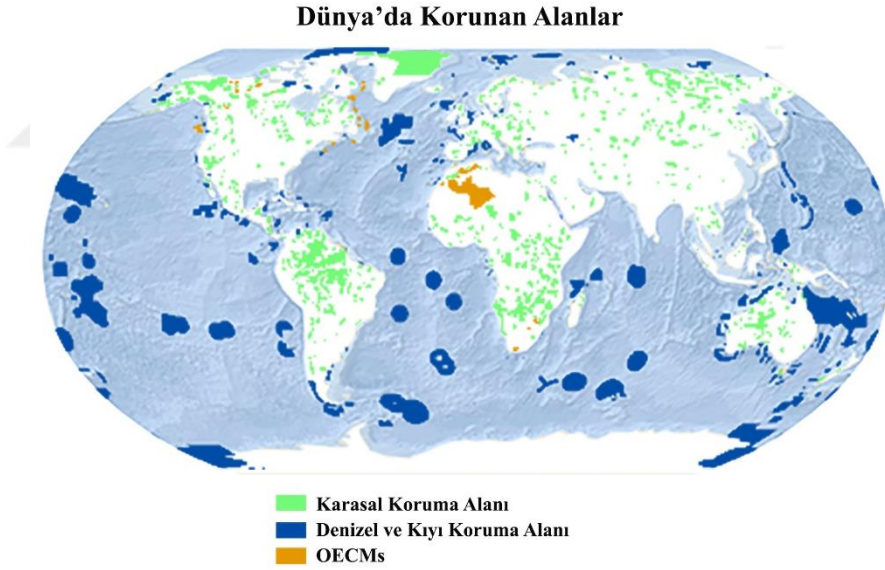 Dünya’da Korunan Alanlar
Karasal Koruma Alanı
Denizel ve Kıyı Koruma Alanı
OECMs